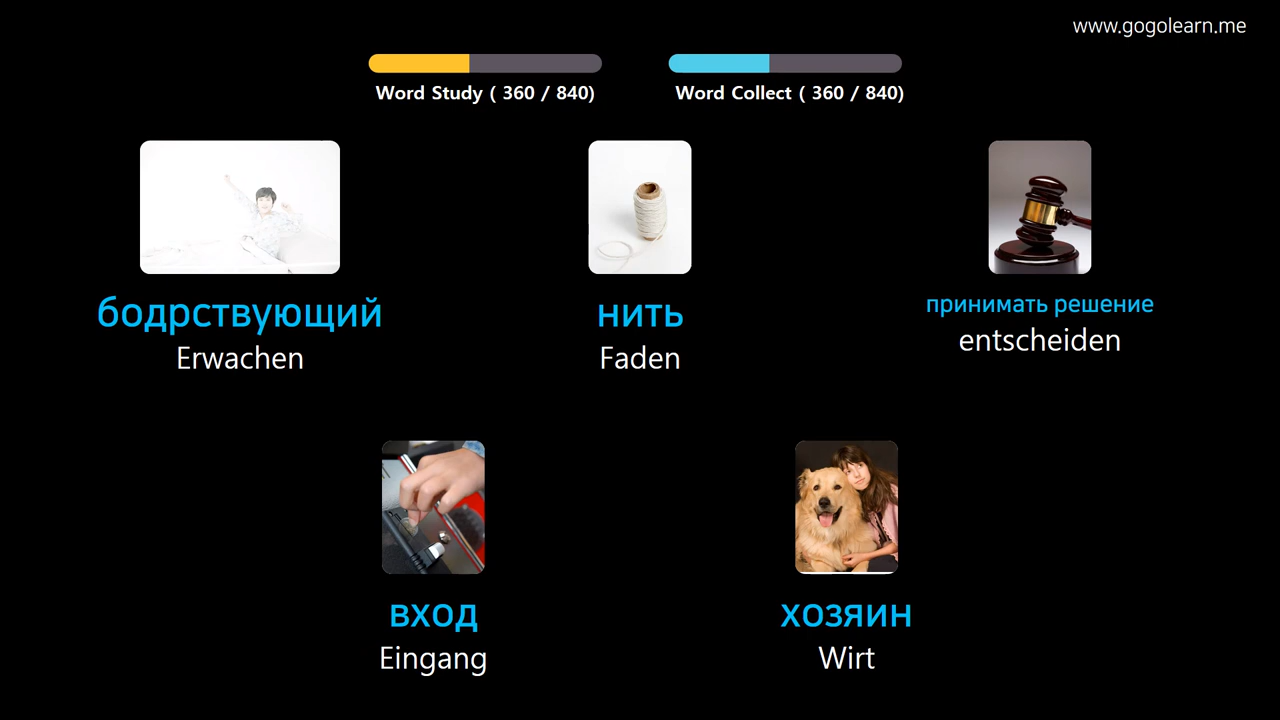 www.gogolearn.me
Word Study ( 360 / 840)
Word Collect ( 360 / 840)
бодрствующий
Erwachen
нить
Faden
принимать решение
entscheiden
вход
Eingang
хозяин
Wirt